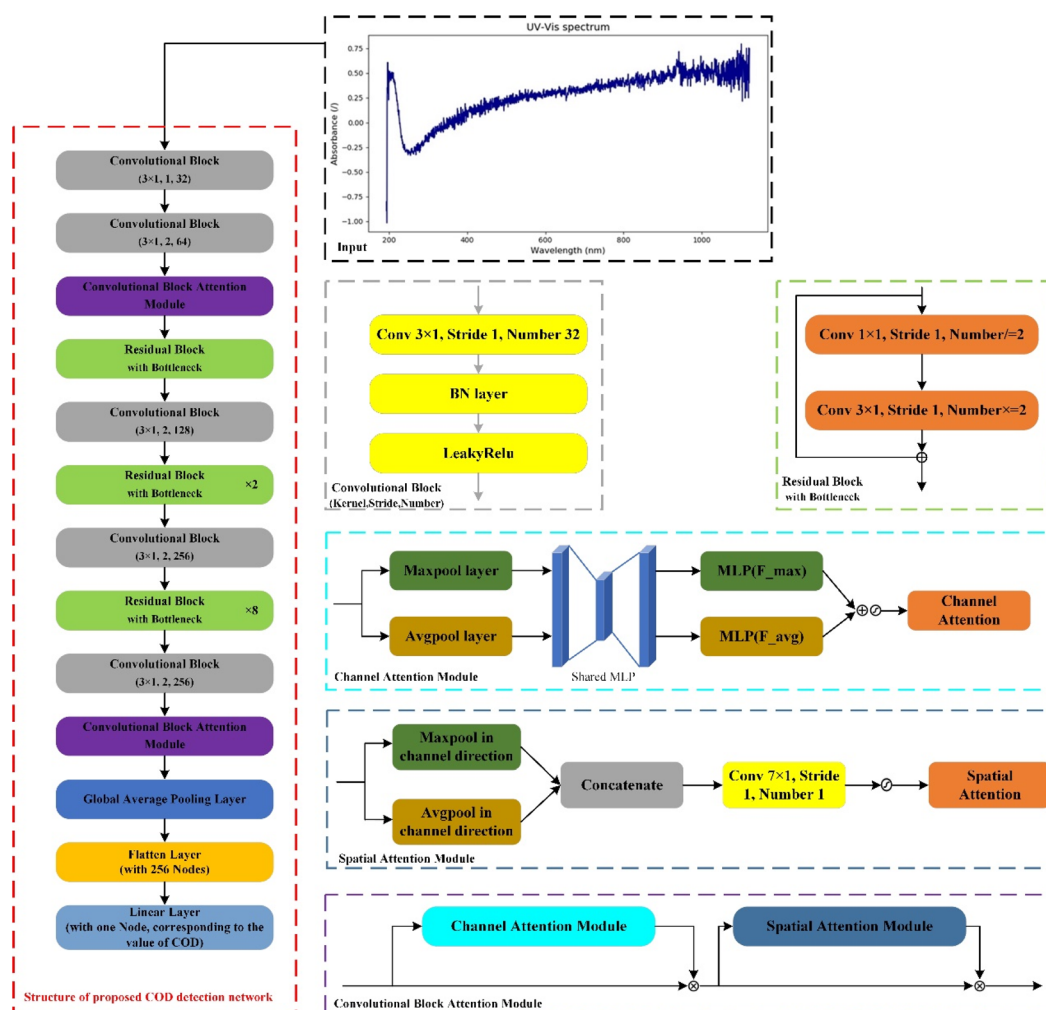 UV-Vis spectrum
0.75
0.50
0.25
0.00
−0.25
−0.50
−0.75
−1.00
Absorbance (/)
200
400
600
800
1000
Wavelength (nm)
Input
Convolutional Block
(3×1, 1, 32)
Convolutional Block
(3×1, 2, 64)
Convolutional Block Attention
Module
Residual Block
with Bottleneck
Convolutional Block
(3×1, 2, 128)
Residual Block
with Bottleneck
×2
Convolutional Block
(3×1, 2, 256)
Residual Block
with Bottleneck
×8
Convolutional Block
(3×1, 2, 256)
Convolutional Block Attention
Module
Global Average Pooling Layer
Flatten Layer
(with 256 Nodes)
Linear Layer
(with one Node, corresponding to the
value of COD)
Structure of proposed COD detection network
Conv 3×1, Stride 1, Number 32
BN layer
LeakyRelu
Convolutional Block
(Kernel,Stride,Number)
Conv 1×1, Stride 1, Number/=2
Conv 3×1, Stride 1, Number×=2
Residual Block
with Bottleneck
Maxpool layer
Avgpool layer
Shared MLP
MLP(F_max)
MLP(F_avg)
Channel
Attention
Channel Attention Module
Maxpool in
channel direction
Avgpool in
channel direction
Concatenate
Conv 7×1, Stride
1, Number 1
Spatial
Attention
Spatial Attention Module
Channel Attention Module
Spatial Attention Module
Convolutional Block Attention Module